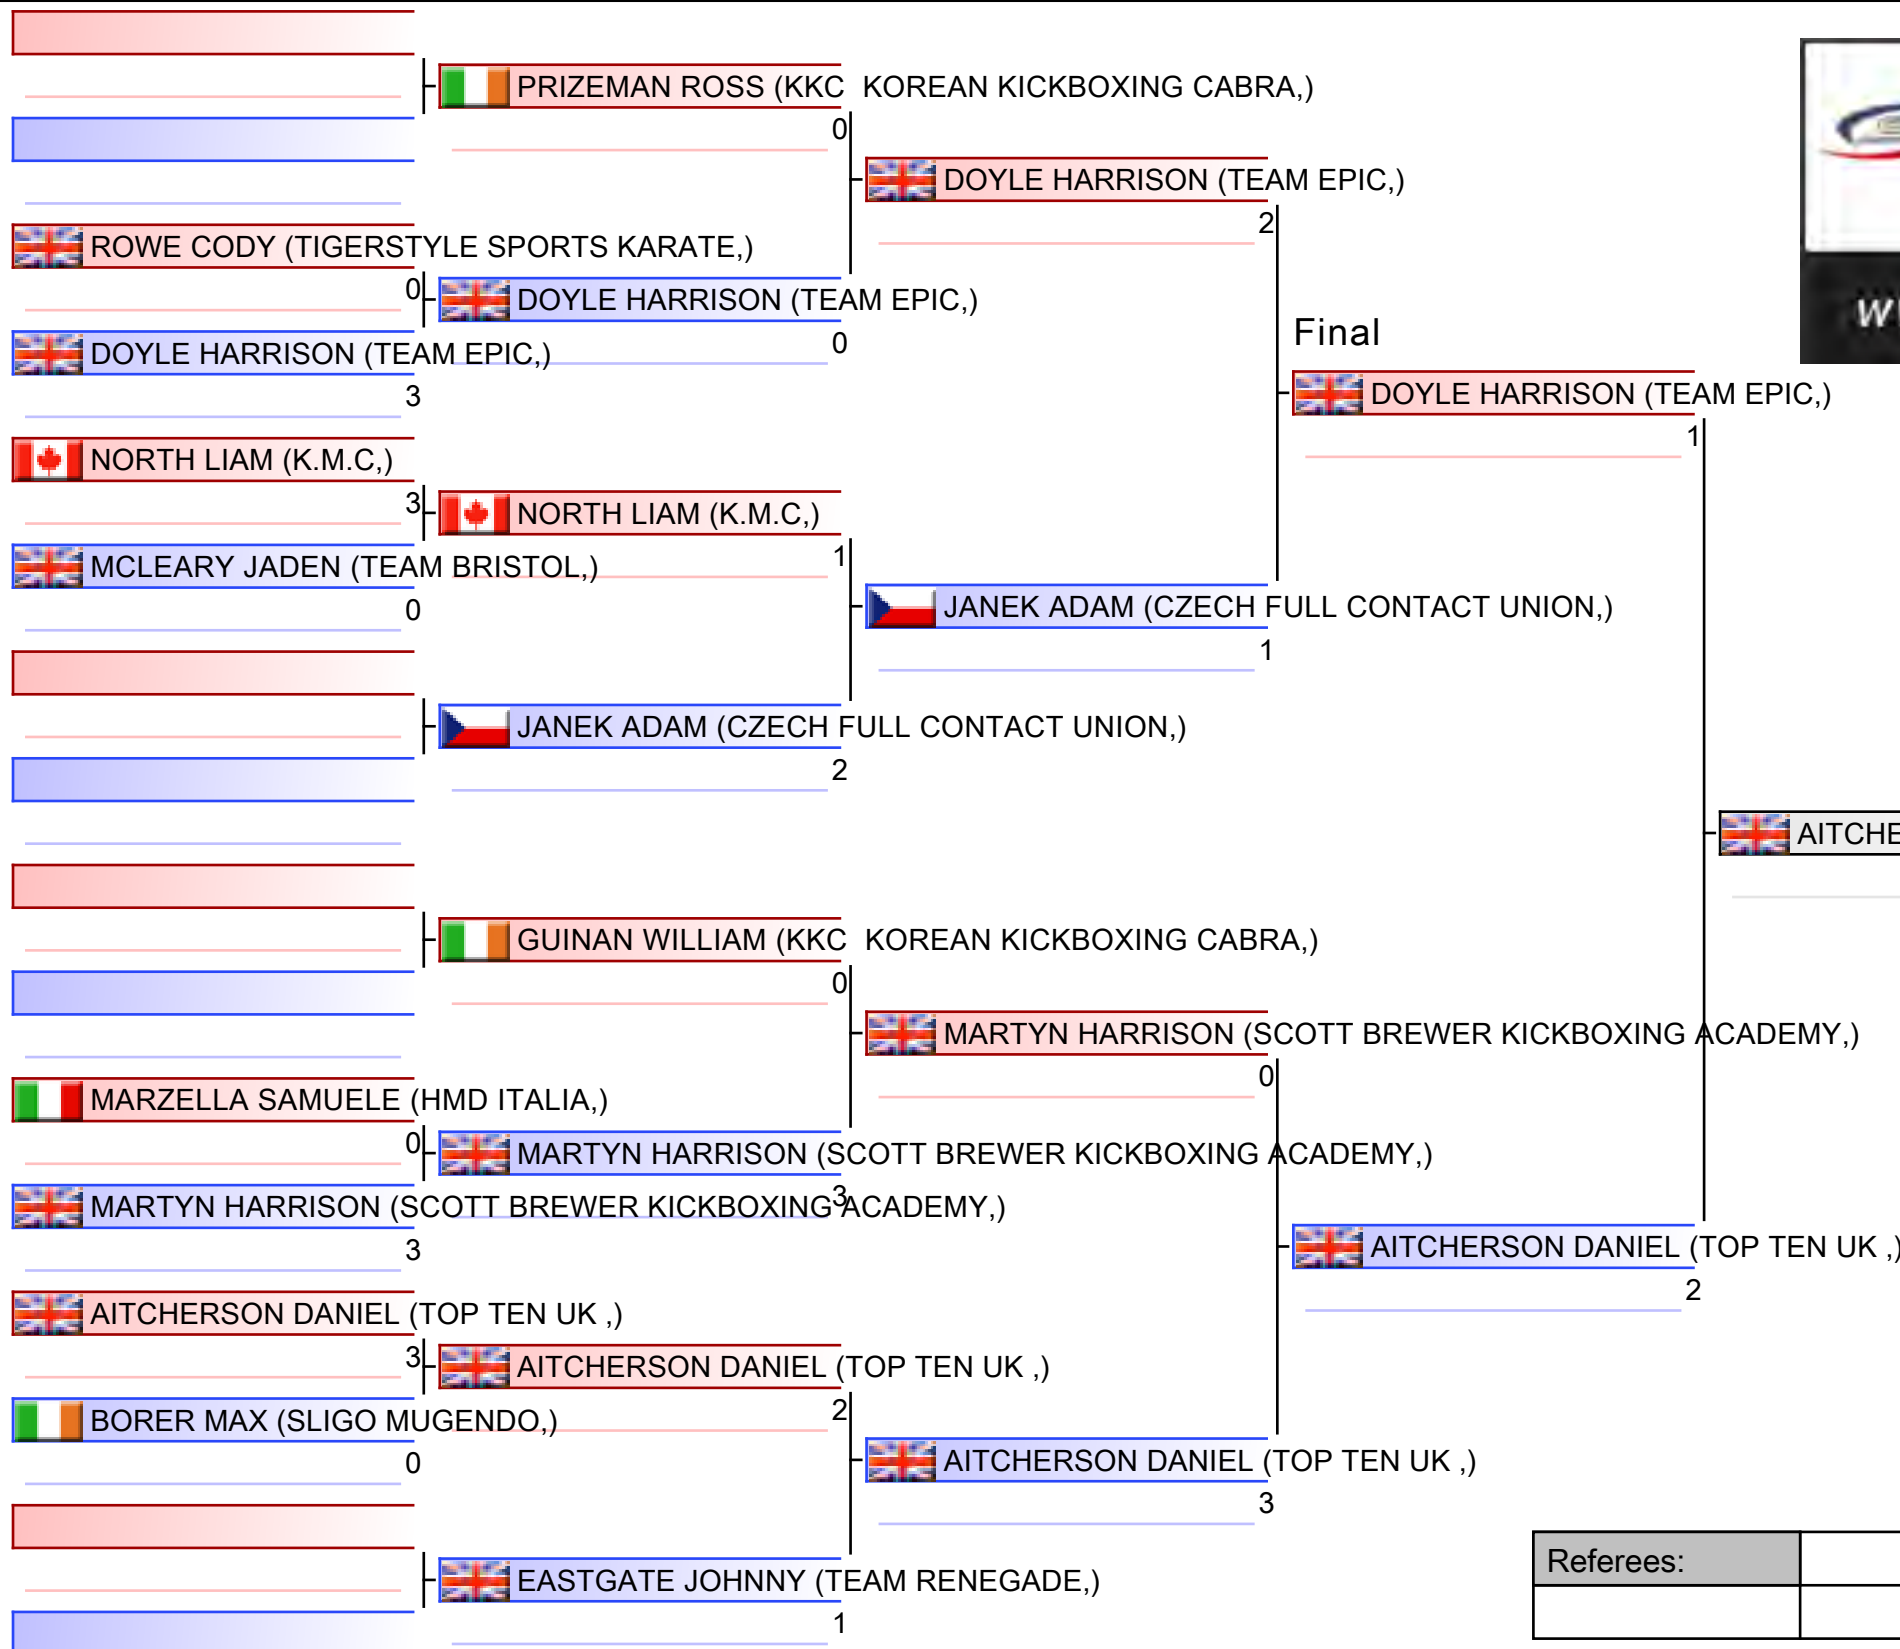 PRIZEMAN ROSS (KKC  KOREAN KICKBOXING CABRA,)
0
DOYLE HARRISON (TEAM EPIC,)
2
ROWE CODY (TIGERSTYLE SPORTS KARATE,)
0
DOYLE HARRISON (TEAM EPIC,)
0
Final
DOYLE HARRISON (TEAM EPIC,)
3
DOYLE HARRISON (TEAM EPIC,)
1
NORTH LIAM (K.M.C,)
3
NORTH LIAM (K.M.C,)
1
MCLEARY JADEN (TEAM BRISTOL,)
0
JANEK ADAM (CZECH FULL CONTACT UNION,)
1
JANEK ADAM (CZECH FULL CONTACT UNION,)
2
AITCHE
GUINAN WILLIAM (KKC  KOREAN KICKBOXING CABRA,)
0
MARTYN HARRISON (SCOTT BREWER KICKBOXING ACADEMY,)
0
MARZELLA SAMUELE (HMD ITALIA,)
0
MARTYN HARRISON (SCOTT BREWER KICKBOXING ACADEMY,)
3
MARTYN HARRISON (SCOTT BREWER KICKBOXING ACADEMY,)
3
AITCHERSON DANIEL (TOP TEN UK ,)
2
AITCHERSON DANIEL (TOP TEN UK ,)
3
AITCHERSON DANIEL (TOP TEN UK ,)
2
BORER MAX (SLIGO MUGENDO,)
0
AITCHERSON DANIEL (TOP TEN UK ,)
3
EASTGATE JOHNNY (TEAM RENEGADE,)
1
Referees: